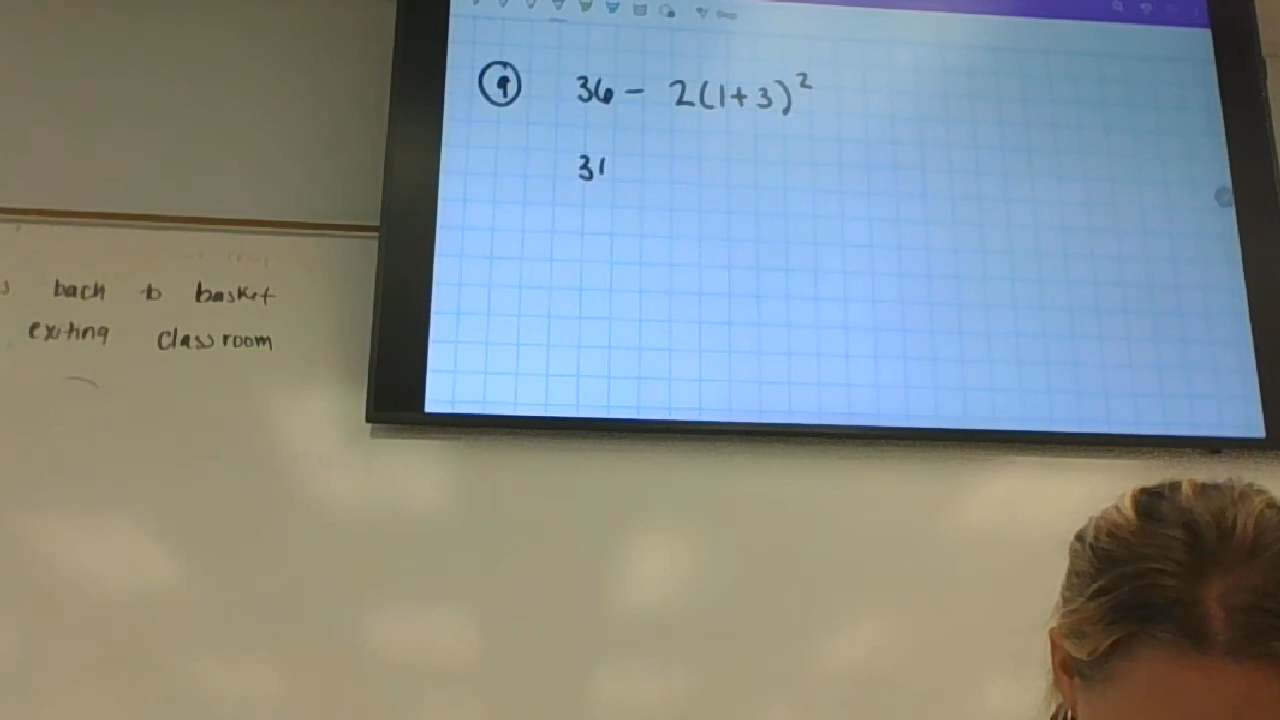 9 36 - 2(1+3)²
31
back to basket
exiting classroom